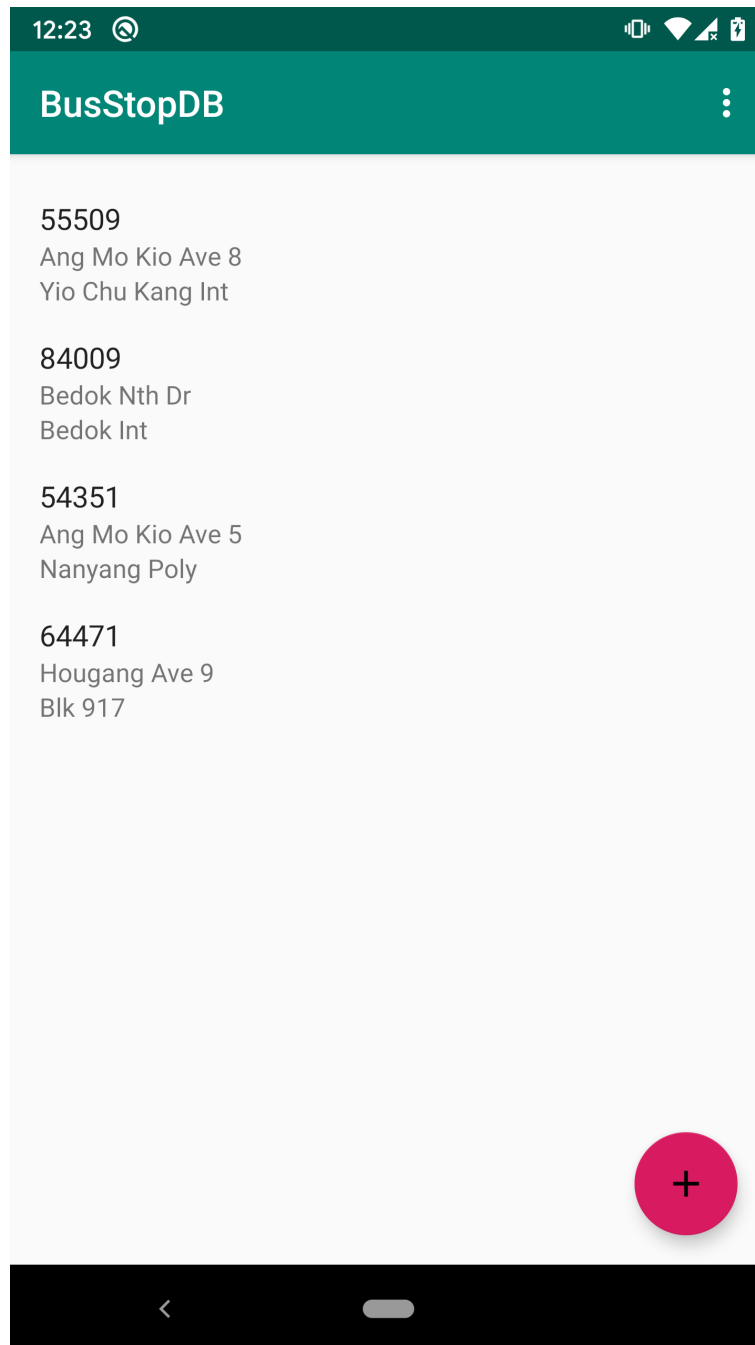 12:23
BusStopDB
55509
Ang Mo Kio Ave 8
Yio Chu Kang Int
84009
Bedok Nth Dr
Bedok Int
54351
Ang Mo Kio Ave 5
Nanyang Poly
64471
Hougang Ave 9
Blk 917